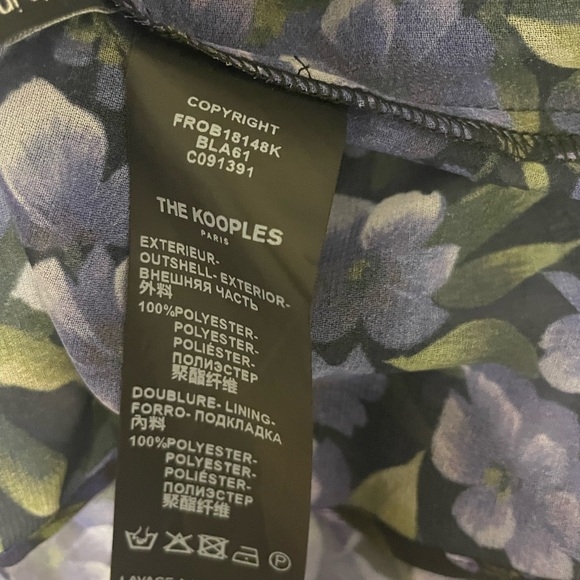 COPYRIGHT
FROB18148K
BLA61
C091391
THE KOOPLES
PARIS
EXTERIEUR-
OUTSHELL-EXTERIOR-
ВНЕШНЯЯ ЧАСТЬ
外料
100%POLYESTER-
POLYESTER-
POLIÉSTER-
ПОЛИЭСТЕР
聚酯纤维
DOUBLURE- LINING-
FORRO- ПОДКЛАДКА
內料
100%POLYESTER-
POLYESTER-
POLIÉSTER-
ПОЛИЭСТЕР
聚酯纤维
P